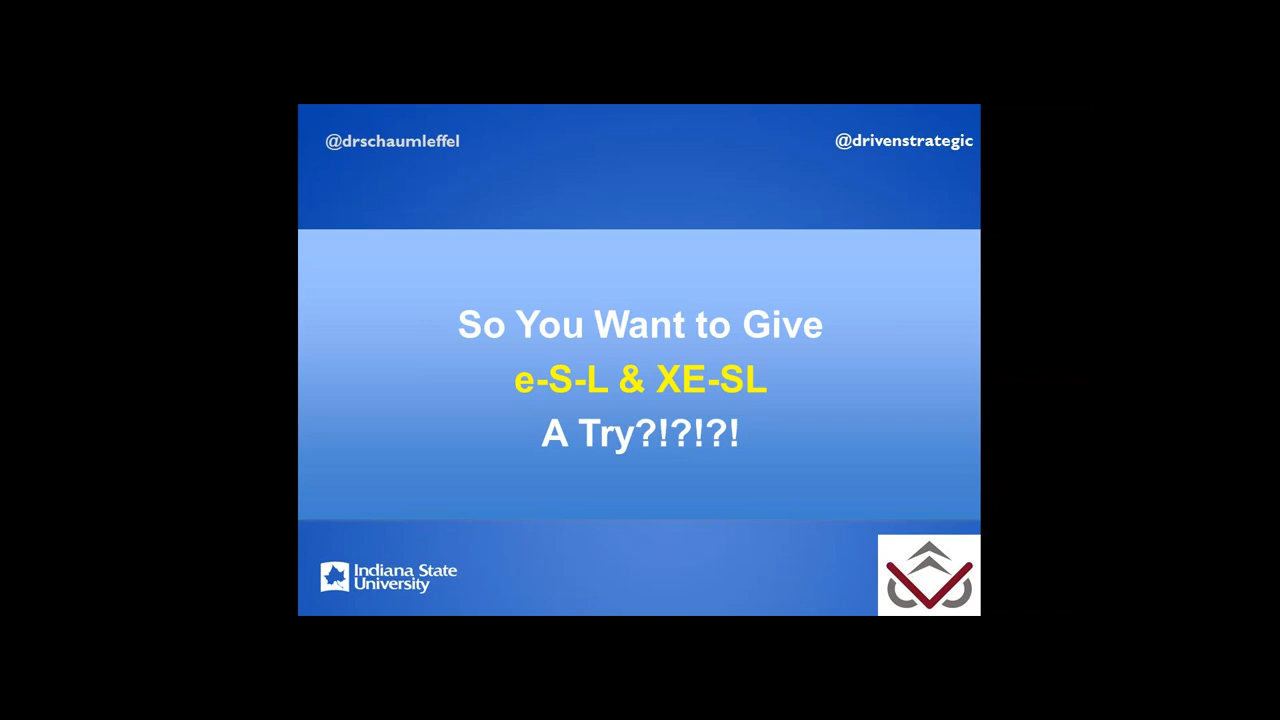 @drschaumleffel
@drivenstrategic
So You Want to Give
e-S-L & XE-SL
A Try?!?!?!
Indiana State
University